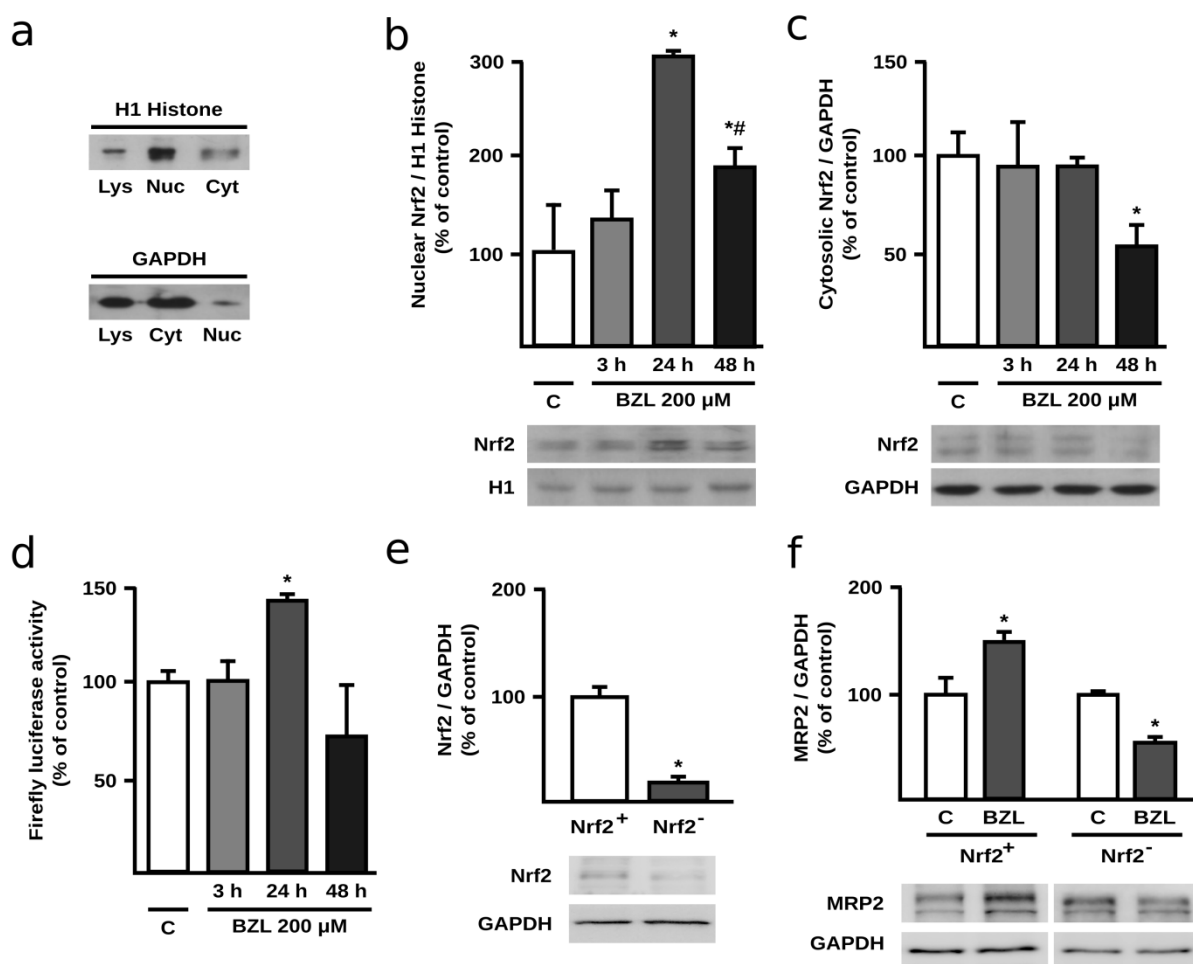 a
H1 Histone
Lys Nuc Cyt
GAPDH
Lys Cyt Nuc
b
Nuclear Nrf2 / H1 Histone
(% of control)
300
200
100
*
*#
3 h 24 h 48 h
C BZL 200 µM
Nrf2
H1
c
Cytosolic Nrf2 / GAPDH
(% of control)
150
100
50
*
3 h 24 h 48 h
C BZL 200 µM
Nrf2
GAPDH
d
Firefly luciferase activity
(% of control)
150
100
50
*
3 h 24 h 48 h
C BZL 200 µM
e
Nrf2 / GAPDH
(% of control)
200
100
*
Nrf2⁺ Nrf2⁻
Nrf2
GAPDH
f
MRP2 / GAPDH
(% of control)
200
100
*
*
C BZL C BZL
Nrf2⁺ Nrf2⁻
MRP2
GAPDH